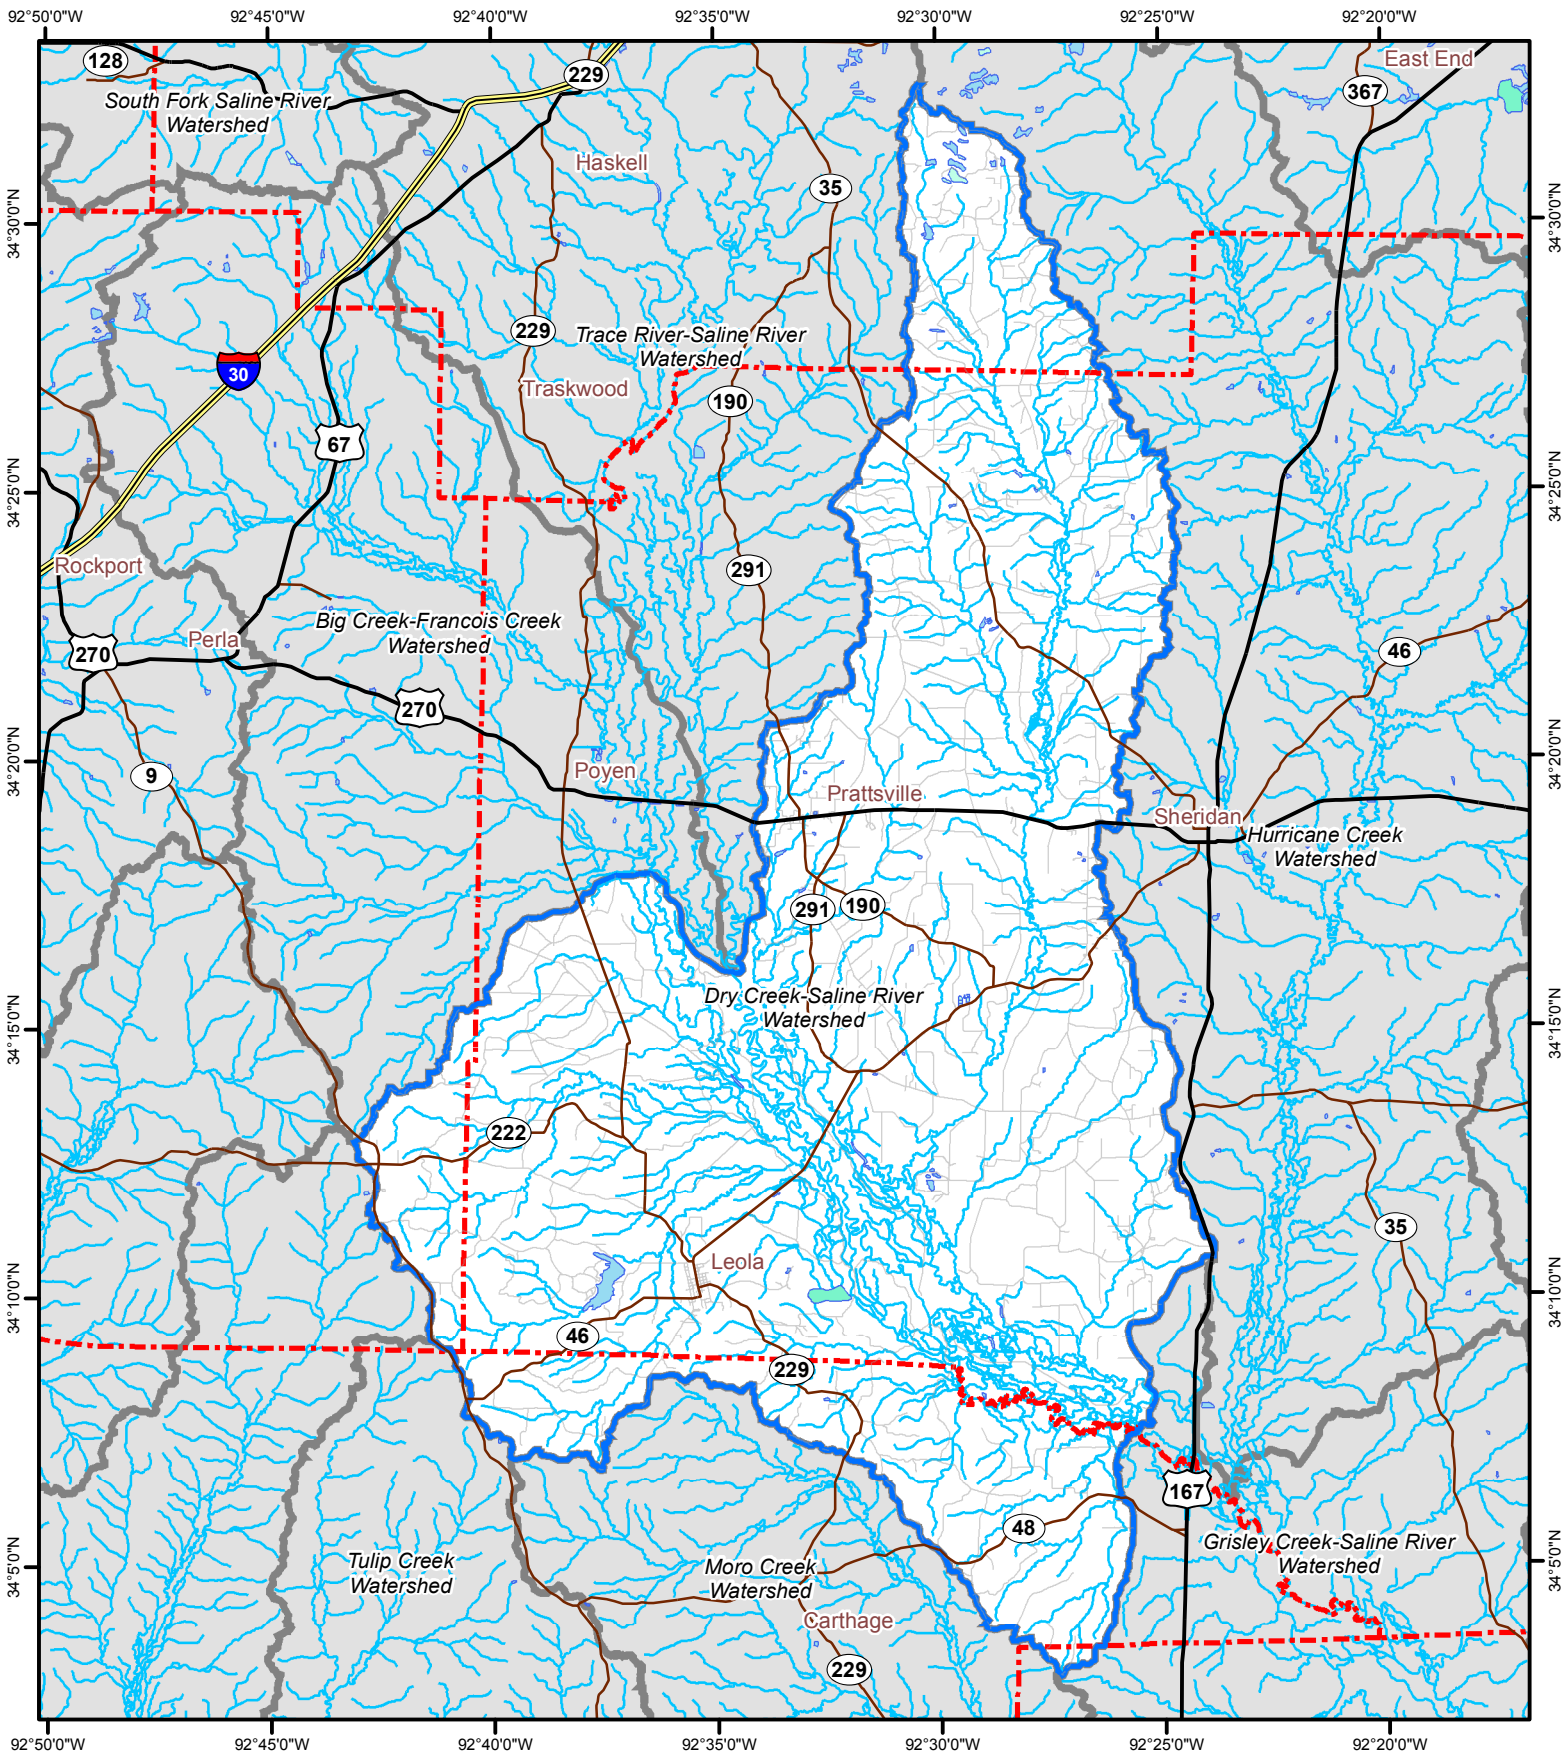 92°50'0"W 92°45'0"W 92°40'0"W 92°35'0"W 92°30'0"W 92°25'0"W 92°20'0"W
128
229
East End
367
South Fork Saline River
Watershed
Haskell
35
34°30'0"N
34°30'0"N
229
Trace River-Saline River
Watershed
30
Traskwood
190
67
34°25'0"N
34°25'0"N
Rockport
291
Big Creek-Francois Creek
Watershed
Perla
270
46
270
34°20'0"N
34°20'0"N
9
Poyen
Prattsville
Sheridan
Hurricane Creek
Watershed
291
190
Dry Creek-Saline River
Watershed
34°15'0"N
34°15'0"N
222
35
Leola
34°10'0"N
34°10'0"N
46
229
167
48
Grisley Creek-Saline River
Watershed
Tulip Creek
Watershed
Moro Creek
Watershed
34°5'0"N
34°5'0"N
Carthage
229
92°50'0"W 92°45'0"W 92°40'0"W 92°35'0"W 92°30'0"W 92°25'0"W 92°20'0"W